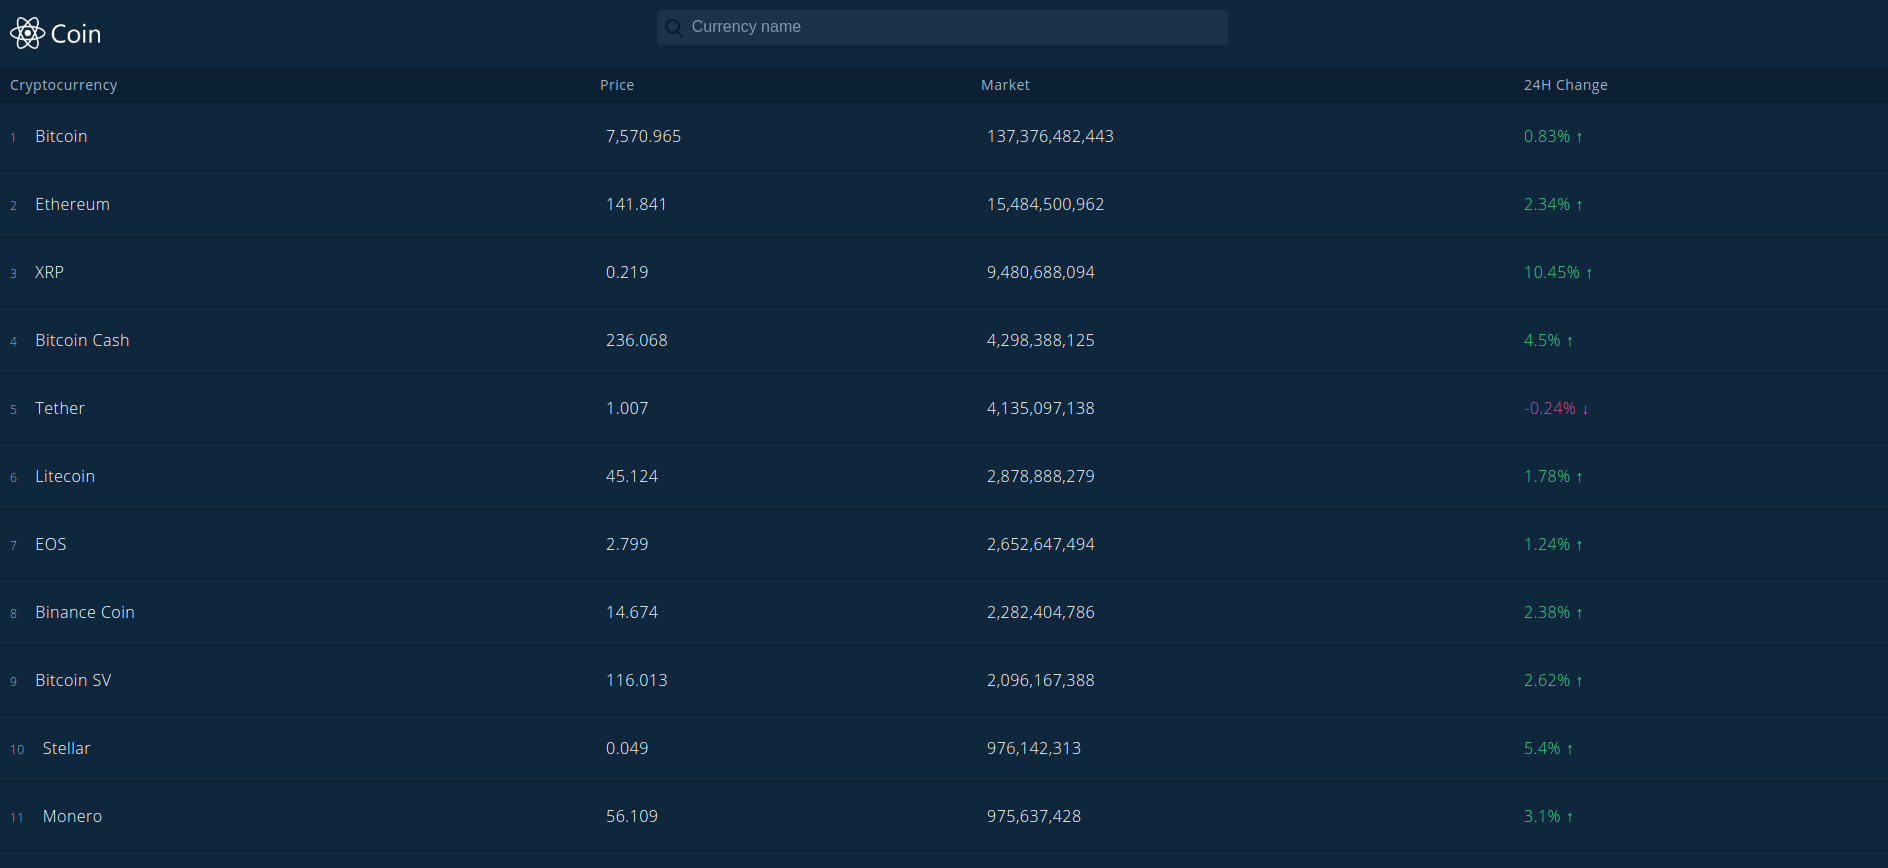 Coin
Currency name
Cryptocurrency Price Market 24H Change
1 Bitcoin 7,570.965 137,376,482,443 0.83% ↑
2 Ethereum 141.841 15,484,500,962 2.34% ↑
3 XRP 0.219 9,480,688,094 10.45% ↑
4 Bitcoin Cash 236.068 4,298,388,125 4.5% ↑
5 Tether 1.007 4,135,097,138 -0.24% ↓
6 Litecoin 45.124 2,878,888,279 1.78% ↑
7 EOS 2.799 2,652,647,494 1.24% ↑
8 Binance Coin 14.674 2,282,404,786 2.38% ↑
9 Bitcoin SV 116.013 2,096,167,388 2.62% ↑
10 Stellar 0.049 976,142,313 5.4% ↑
11 Monero 56.109 975,637,428 3.1% ↑